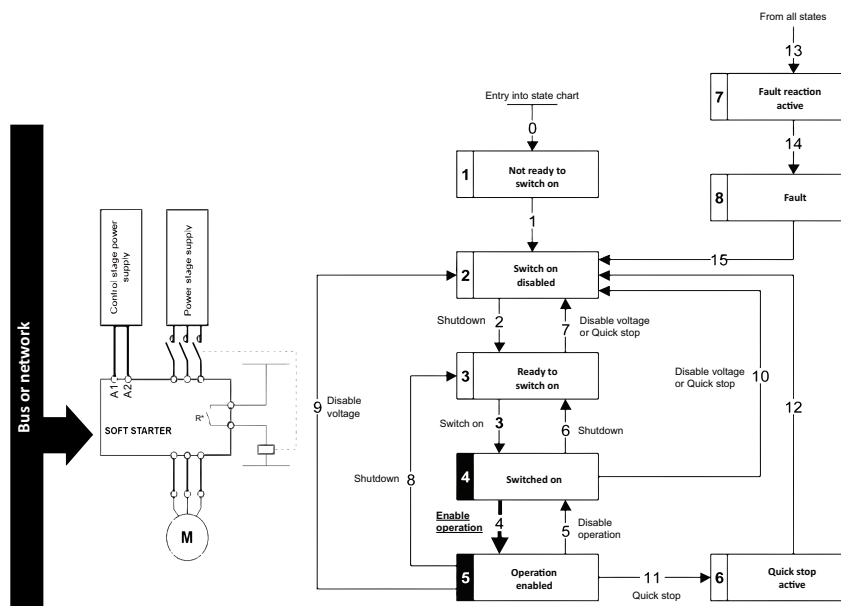 From all states
13
7
Fault reaction
active
14
8
Fault
15
Entry into state chart
0
1
Not ready to
switch on
1
2
Switch on
disabled
Shutdown
2
7
Disable voltage
or Quick stop
3
Ready to
switch on
Switch on
3
6
Shutdown
4
Switched on
Enable
operation
4
5
Disable
operation
5
Operation
enabled
11
Quick stop
6
Quick stop
active
9
Disable
voltage
Shutdown
8
Disable voltage
or Quick stop
10
12
Bus or network
Control stage power
supply
Power stage supply
A1
A2
R*
SOFT STARTER
M